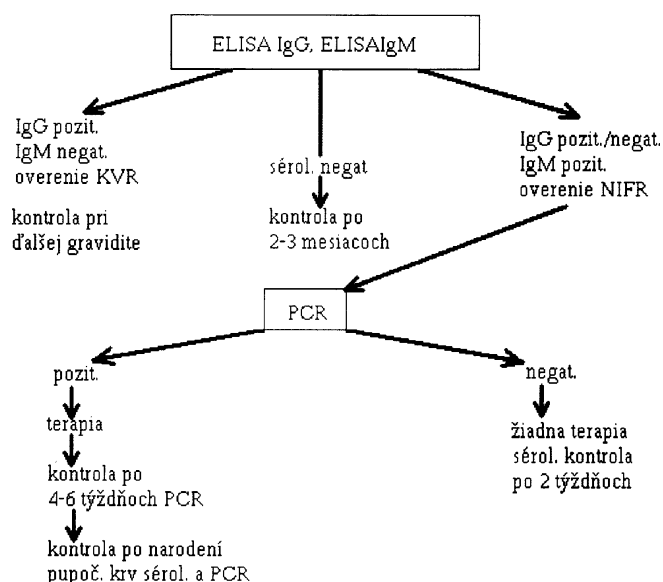 ELISA IgG, ELISAIgM
IgG pozit.
IgM negat.
overenie KVR
kontrola pri
ďalšej gravidite
sérol. negat
kontrola po
2-3 mesiacoch
IgG pozit./negat.
IgM pozit.
overenie NIFR
PCR
pozit.
terapia
kontrola po
4-6 týždňoch PCR
kontrola po narodení
pupoč. krv sérol. a PCR
negat.
žiadna terapia
sérol. kontrola
po 2 týždňoch